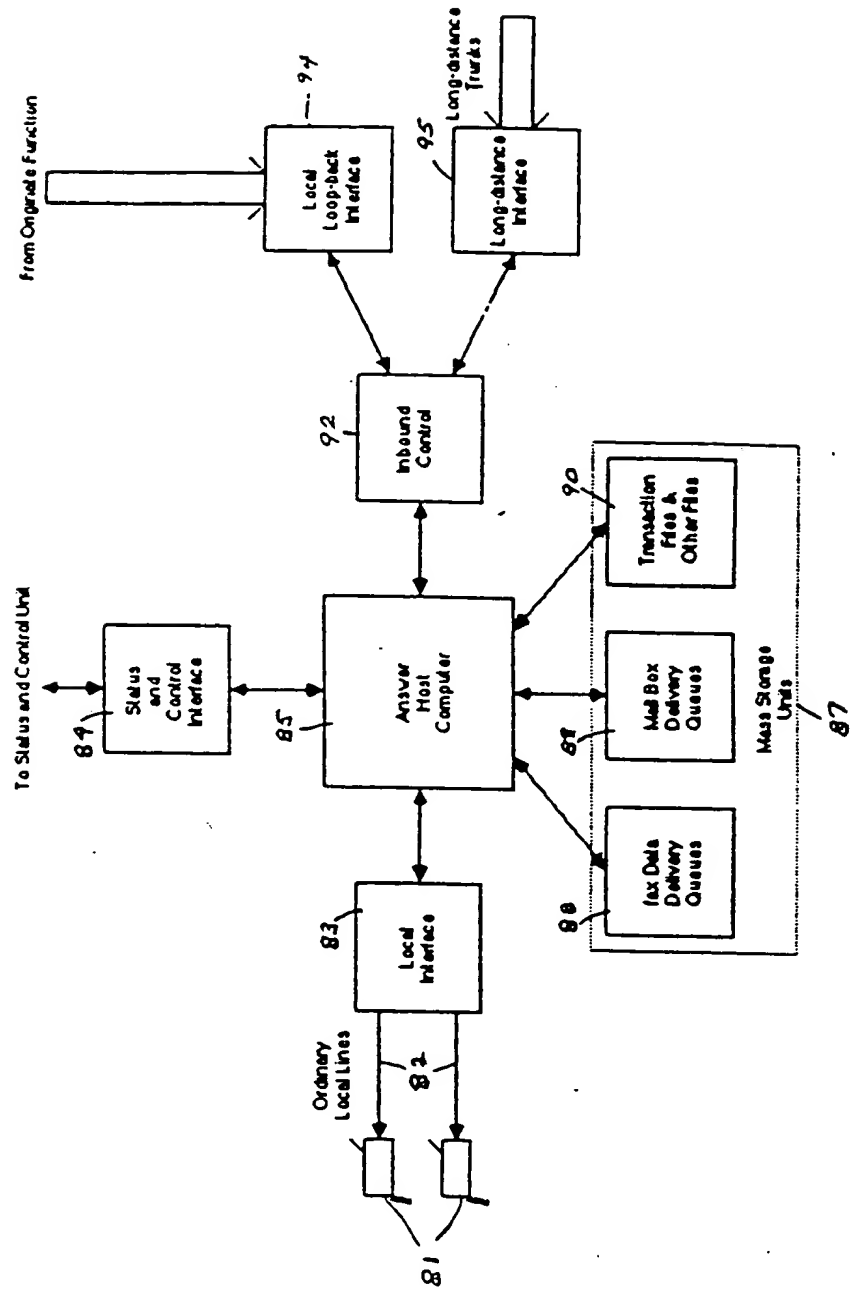 From Originate Function
94
Local
Loop-back
Interface
Long-distance
Trunks
95
Long-distance
Interface
92
Inbound
Control
To Status and Control Unit
84
Status
and
Control
Interface
85
Answer
Host
Computer
83
Local
Interface
Ordinary
Local Lines
82
81
88
fax Data
Delivery
Queues
Mail Box
Delivery
Queues
90
Transaction
Files &
Other Files
Mass Storage
Units
87